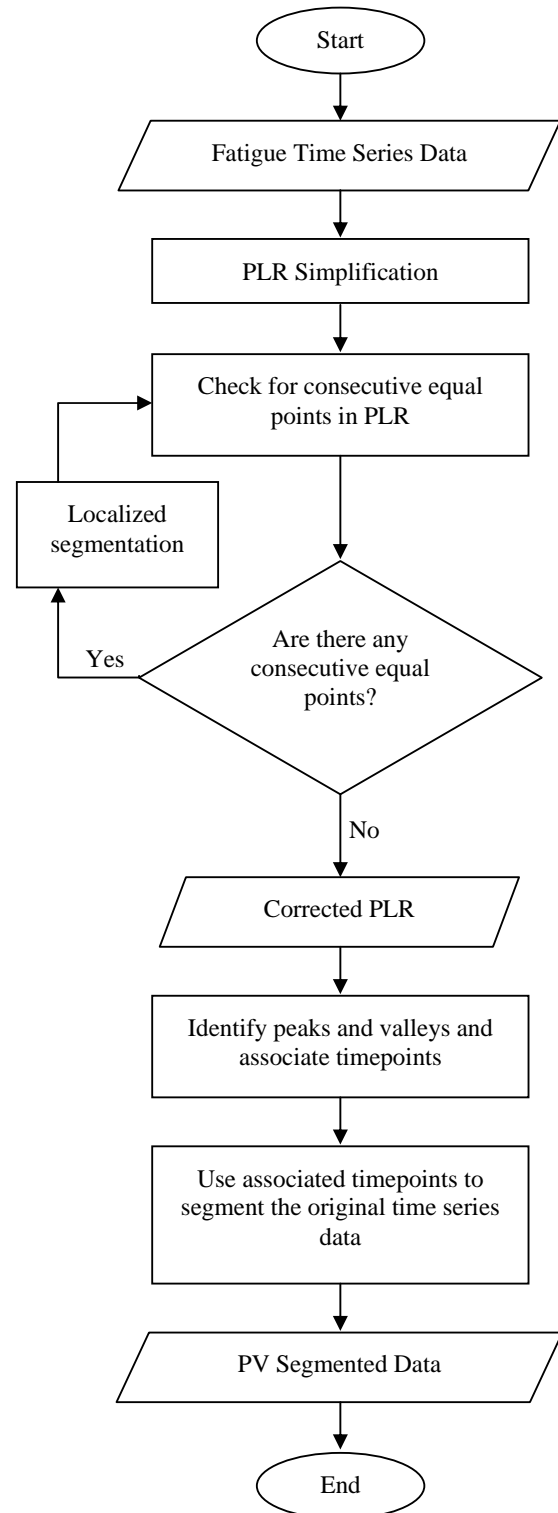 Start
Fatigue Time Series Data
PLR Simplification
Check for consecutive equal
points in PLR
Localized
segmentation
Are there any
consecutive equal
points?
Yes
No
Corrected PLR
Identify peaks and valleys and
associate timepoints
Use associated timepoints to
segment the original time series
data
PV Segmented Data
End